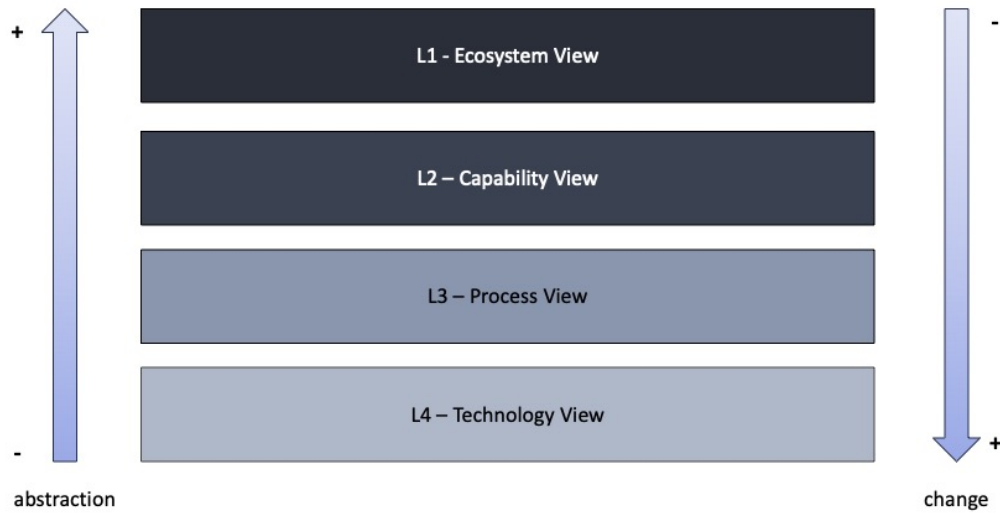 +
-
L1 - Ecosystem View
L2 – Capability View
L3 – Process View
L4 – Technology View
-
+
abstraction
change